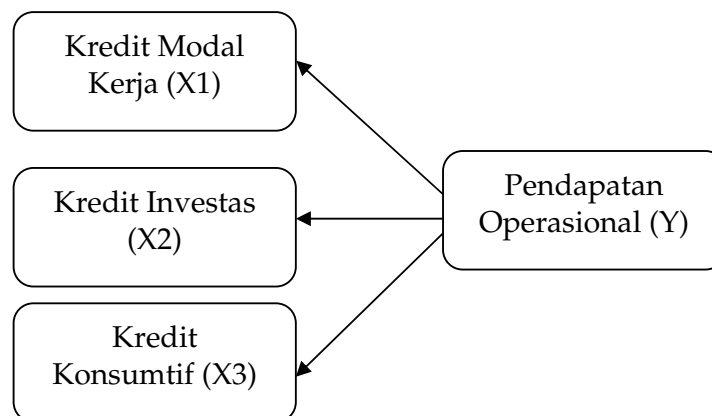 Kredit Modal
Kerja (X1)
Kredit Investas
(X2)
Kredit
Konsumtif (X3)
Pendapatan
Operasional (Y)